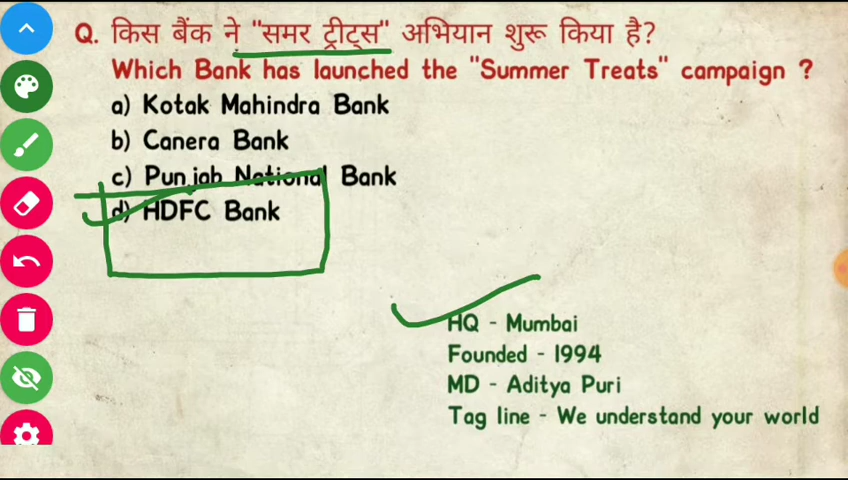 Q. किस बैंक ने "समर ट्रीट्स" अभियान शुरू किया है?
Which Bank has launched the "Summer Treats" campaign ?
a) Kotak Mahindra Bank
b) Canera Bank
c) Punjab National Bank
d) HDFC Bank
HQ - Mumbai
Founded - 1994
MD - Aditya Puri
Tag line - We understand your world